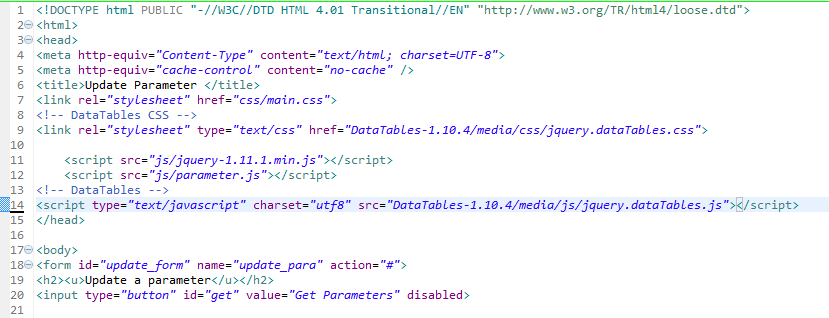 1 <!DOCTYPE html PUBLIC "-//W3C//DTD HTML 4.01 Transitional//EN" "http://www.w3.org/TR/html4/loose.dtd">
2 <html>
3 <head>
4 <meta http-equiv="Content-Type" content="text/html; charset=UTF-8">
5 <meta http-equiv="cache-control" content="no-cache" />
6 <title>Update Parameter </title>
7 <link rel="stylesheet" href="css/main.css">
8 <!-- DataTables CSS -->
9 <link rel="stylesheet" type="text/css" href="DataTables-1.10.4/media/css/jquery.dataTables.css">
10
11     <script src="js/jquery-1.11.1.min.js"></script>
12     <script src="js/parameter.js"></script>
13 <!-- DataTables -->
14 <script type="text/javascript" charset="utf8" src="DataTables-1.10.4/media/js/jquery.dataTables.js"></script>
15 </head>
16
17 <body>
18 <form id="update_form" name="update_para" action="#">
19 <h2><u>Update a parameter</u></h2>
20 <input type="button" id="get" value="Get Parameters" disabled>
21